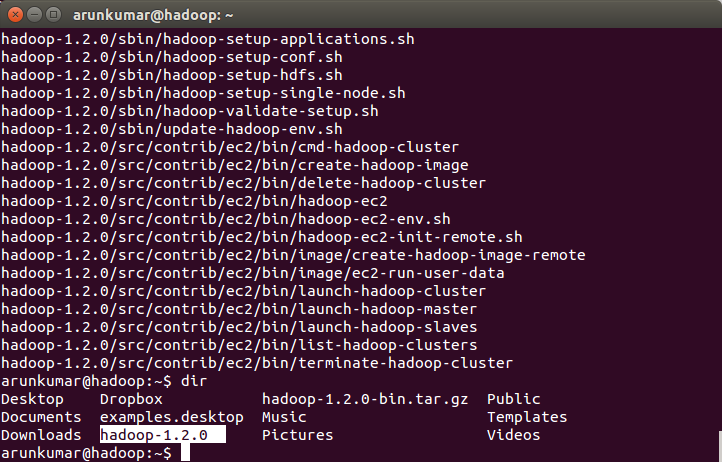 arunkumar@hadoop: ~
hadoop-1.2.0/sbin/hadoop-setup-applications.sh
hadoop-1.2.0/sbin/hadoop-setup-conf.sh
hadoop-1.2.0/sbin/hadoop-setup-hdfs.sh
hadoop-1.2.0/sbin/hadoop-setup-single-node.sh
hadoop-1.2.0/sbin/hadoop-validate-setup.sh
hadoop-1.2.0/sbin/update-hadoop-env.sh
hadoop-1.2.0/src/contrib/ec2/bin/cmd-hadoop-cluster
hadoop-1.2.0/src/contrib/ec2/bin/create-hadoop-image
hadoop-1.2.0/src/contrib/ec2/bin/delete-hadoop-cluster
hadoop-1.2.0/src/contrib/ec2/bin/hadoop-ec2
hadoop-1.2.0/src/contrib/ec2/bin/hadoop-ec2-env.sh
hadoop-1.2.0/src/contrib/ec2/bin/hadoop-ec2-init-remote.sh
hadoop-1.2.0/src/contrib/ec2/bin/image/create-hadoop-image-remote
hadoop-1.2.0/src/contrib/ec2/bin/image/ec2-run-user-data
hadoop-1.2.0/src/contrib/ec2/bin/launch-hadoop-cluster
hadoop-1.2.0/src/contrib/ec2/bin/launch-hadoop-master
hadoop-1.2.0/src/contrib/ec2/bin/launch-hadoop-slaves
hadoop-1.2.0/src/contrib/ec2/bin/list-hadoop-clusters
hadoop-1.2.0/src/contrib/ec2/bin/terminate-hadoop-cluster
arunkumar@hadoop:~$ dir
Desktop    Dropbox           hadoop-1.2.0-bin.tar.gz  Public
Documents  examples.desktop  Music                    Templates
Downloads  hadoop-1.2.0      Pictures                 Videos
arunkumar@hadoop:~$